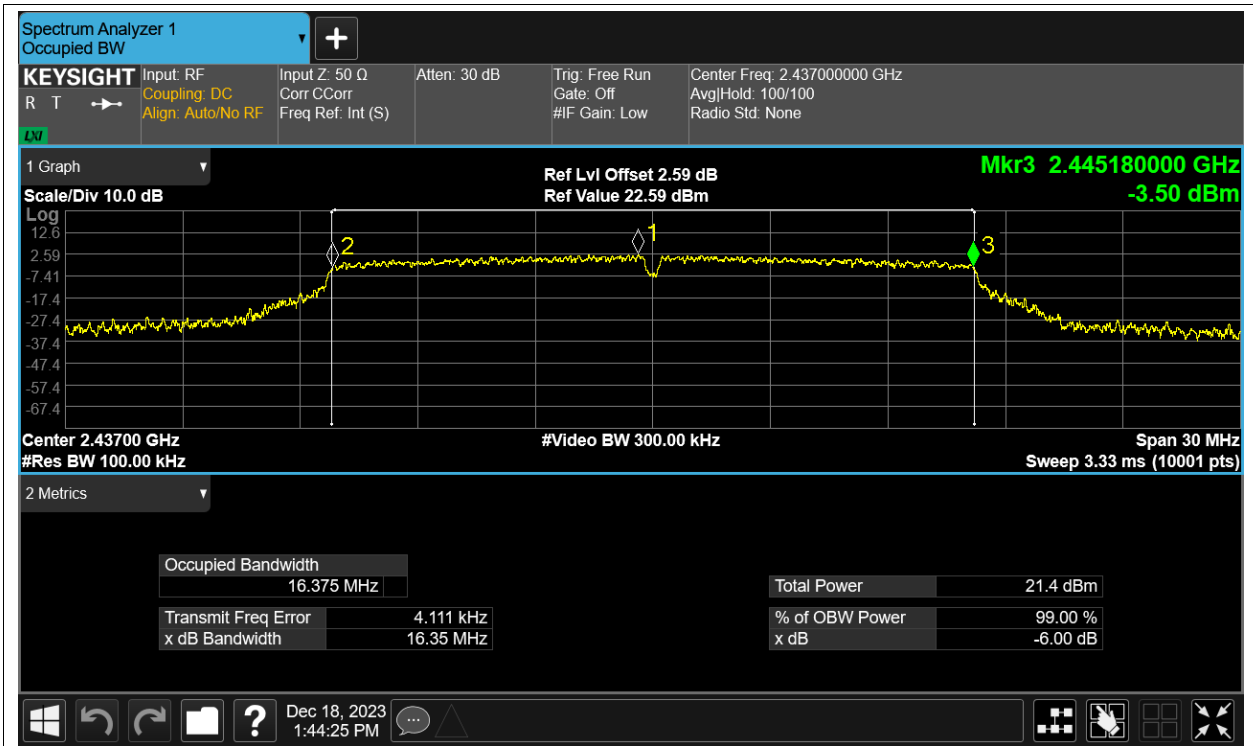 Spectrum Analyzer 1
Occupied BW
KEYSIGHT
R T
LXI
Input: RF
Coupling: DC
Align: Auto/No RF
Input Z: 50 Ω
Corr CCorr
Freq Ref: Int (S)
Atten: 30 dB
Trig: Free Run
Gate: Off
#IF Gain: Low
Center Freq: 2.437000000 GHz
Avg|Hold: 100/100
Radio Std: None
1 Graph
Scale/Div 10.0 dB
Ref Lvl Offset 2.59 dB
Ref Value 22.59 dBm
Mkr3 2.445180000 GHz
-3.50 dBm
Log
12.6
2.59
-7.41
-17.4
-27.4
-37.4
-47.4
-57.4
-67.4
2
1
3
Center 2.43700 GHz
#Res BW 100.00 kHz
#Video BW 300.00 kHz
Span 30 MHz
Sweep 3.33 ms (10001 pts)
2 Metrics
Occupied Bandwidth
16.375 MHz
Transmit Freq Error 4.111 kHz
x dB Bandwidth 16.35 MHz
Total Power 21.4 dBm
% of OBW Power 99.00 %
x dB -6.00 dB
?
Dec 18, 2023
1:44:25 PM